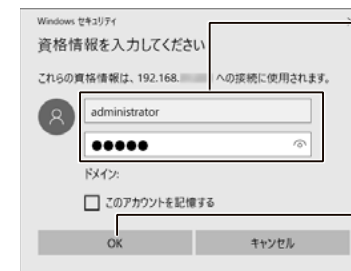 Windows セキュリティ
資格情報を入力してください
これらの資格情報は、192.168. への接続に使用されます。
administrator
●●●●●
ドメイン:
このアカウントを記憶する
OK キャンセル